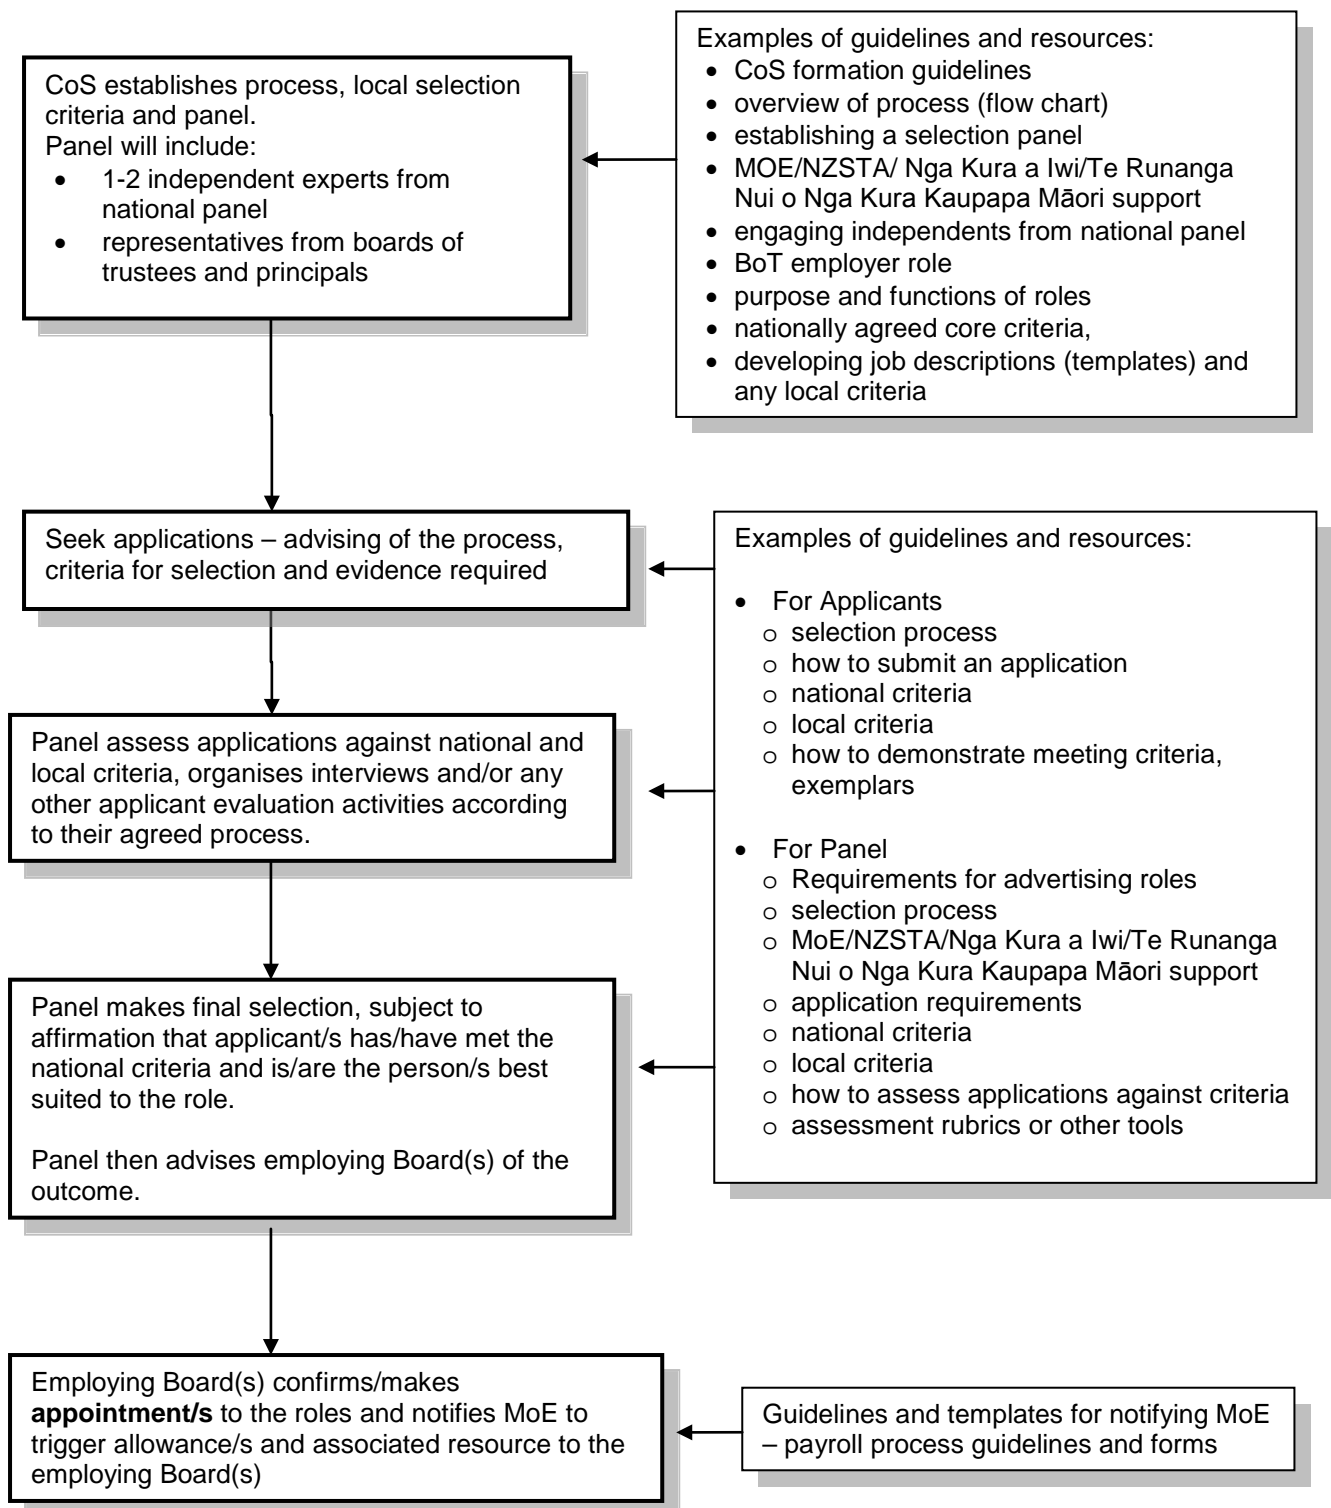 CoS establishes process, local selection
criteria and panel.
Panel will include:
• 1-2 independent experts from
national panel
• representatives from boards of
trustees and principals
Examples of guidelines and resources:
• CoS formation guidelines
• overview of process (flow chart)
• establishing a selection panel
• MOE/NZSTA/ Nga Kura a Iwi/Te Runanga
Nui o Nga Kura Kaupapa Māori support
• engaging independents from national panel
• BoT employer role
• purpose and functions of roles
• nationally agreed core criteria,
• developing job descriptions (templates) and
any local criteria
Seek applications – advising of the process,
criteria for selection and evidence required
Panel assess applications against national and
local criteria, organises interviews and/or any
other applicant evaluation activities according
to their agreed process.
Panel makes final selection, subject to
affirmation that applicant/s has/have met the
national criteria and is/are the person/s best
suited to the role.
Panel then advises employing Board(s) of the
outcome.
Examples of guidelines and resources:
• For Applicants
o selection process
o how to submit an application
o national criteria
o local criteria
o how to demonstrate meeting criteria,
exemplars
• For Panel
o Requirements for advertising roles
o selection process
o MoE/NZSTA/Nga Kura a Iwi/Te Runanga
Nui o Nga Kura Kaupapa Māori support
o application requirements
o national criteria
o local criteria
o how to assess applications against criteria
o assessment rubrics or other tools
Employing Board(s) confirms/makes
appointment/s to the roles and notifies MoE to
trigger allowance/s and associated resource to the
employing Board(s)
Guidelines and templates for notifying MoE
– payroll process guidelines and forms